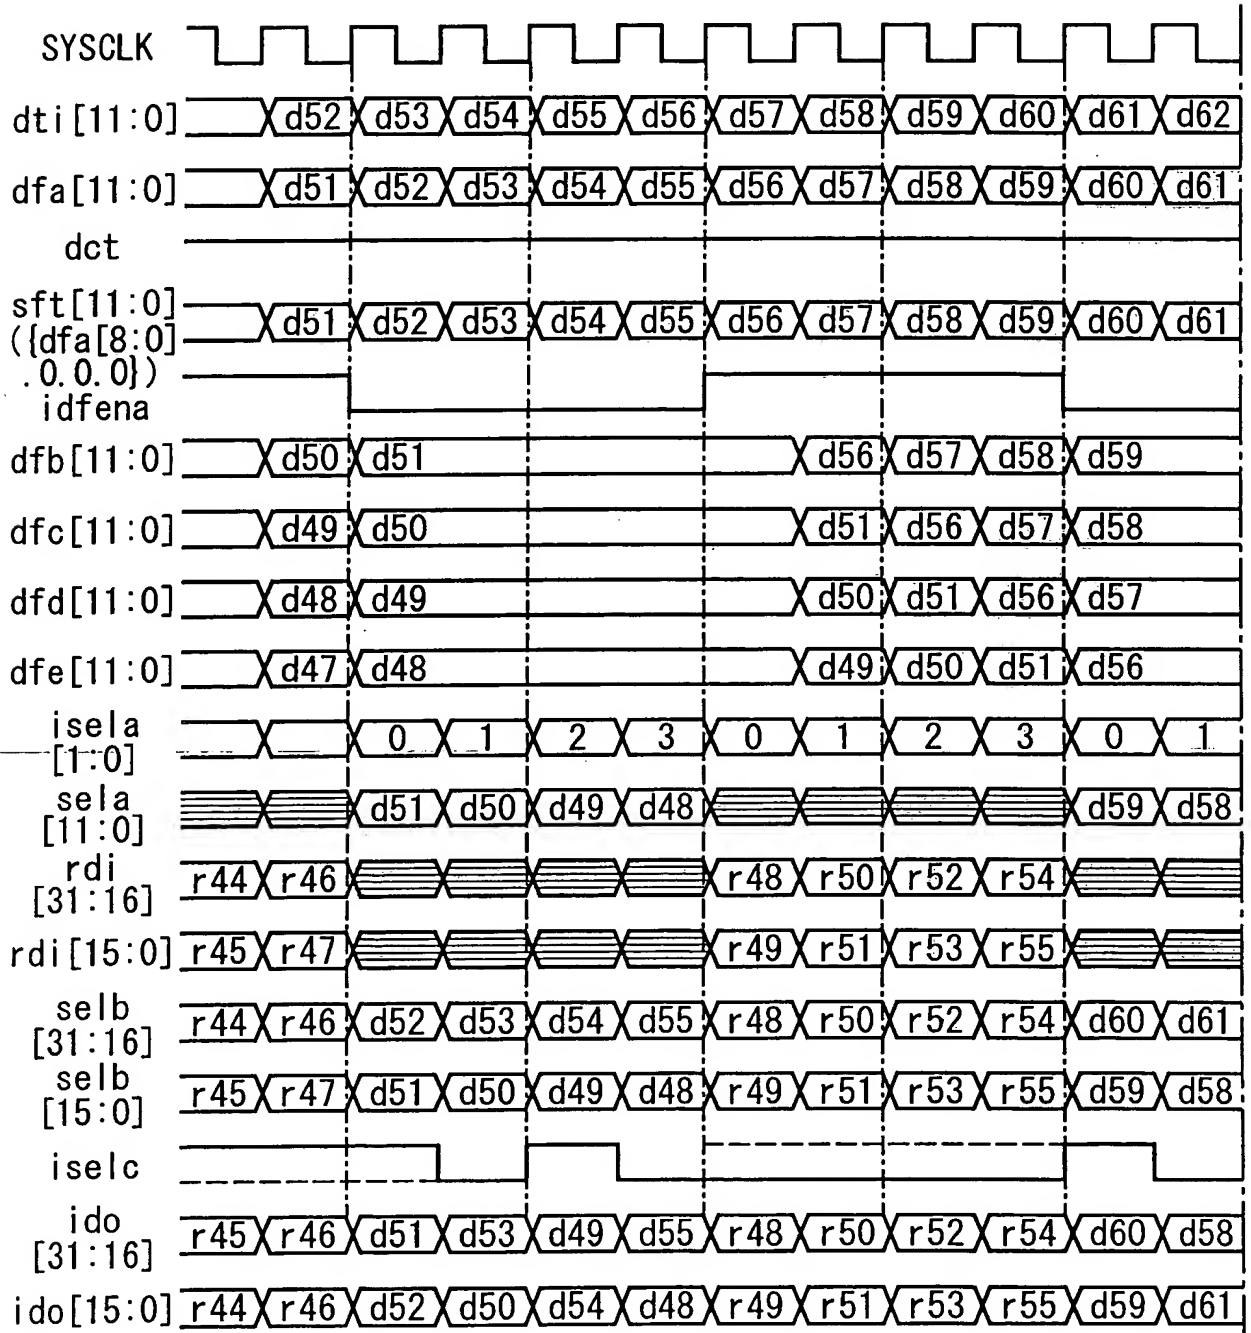 SYSCLK
dti[11:0] d52 d53 d54 d55 d56 d57 d58 d59 d60 d61 d62
dfa[11:0] d51 d52 d53 d54 d55 d56 d57 d58 d59 d60 d61
dct
sft[11:0]
({dfa[8:0] d51 d52 d53 d54 d55 d56 d57 d58 d59 d60 d61
.0.0.0})
idfena
dfb[11:0] d50 d51 d56 d57 d58 d59
dfc[11:0] d49 d50 d51 d56 d57 d58
dfd[11:0] d48 d49 d50 d51 d56 d57
dfe[11:0] d47 d48 d49 d50 d51 d56
isela
[1:0] 0 1 2 3 0 1 2 3 0 1
sela
[11:0] d51 d50 d49 d48 d59 d58
rdi
[31:16] r44 r46 r48 r50 r52 r54
rdi[15:0] r45 r47 r49 r51 r53 r55
selb
[31:16] r44 r46 d52 d53 d54 d55 r48 r50 r52 r54 d60 d61
selb
[15:0] r45 r47 d51 d50 d49 d48 r49 r51 r53 r55 d59 d58
iselc
ido
[31:16] r45 r46 d51 d53 d49 d55 r48 r50 r52 r54 d60 d58
ido[15:0] r44 r46 d52 d50 d54 d48 r49 r51 r53 r55 d59 d61